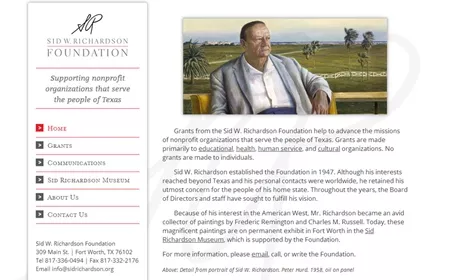 SID W. RICHARDSON
FOUNDATION
Supporting nonprofit
organizations that serve
the people of Texas
HOME
GRANTS
COMMUNICATIONS
SID RICHARDSON MUSEUM
ABOUT US
CONTACT US
Sid W. Richardson Foundation
309 Main St. | Fort Worth, TX 76102
Tel 817-336-0494 | Fax 817-332-2176
Email info@sidrichardson.org
Grants from the Sid W. Richardson Foundation help to advance the missions
of nonprofit organizations that serve the people of Texas. Grants are made
primarily to educational, health, human service, and cultural organizations. No
grants are made to individuals.
Sid W. Richardson established the Foundation in 1947. Although his interests
reached beyond Texas and his personal contacts were worldwide, he retained his
utmost concern for the people of his home state. Throughout the years, the Board
of Directors and staff have sought to fulfill his vision.
Because of his interest in the American West, Mr. Richardson became an avid
collector of paintings by Frederic Remington and Charles M. Russell. Today, these
magnificent paintings are on permanent exhibit in Fort Worth in the Sid
Richardson Museum, which is supported by the Foundation.
For more information, please email, call, or write the Foundation.
Above: Detail from portrait of Sid W. Richardson. Peter Hurd. 1958, oil on panel